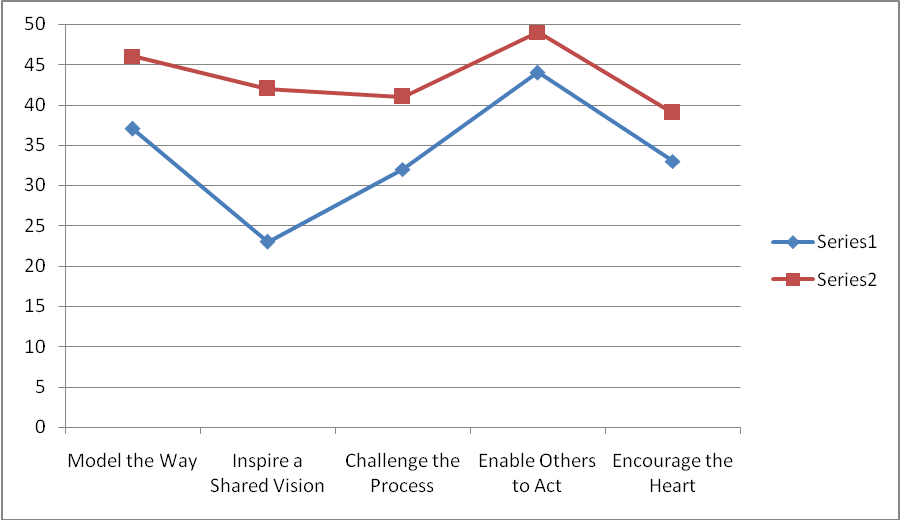 50
45
40
35
30
25
20
15
10
5
0
Model the Way
Inspire a
Shared Vision
Challenge the
Process
Enable Others
to Act
Encourage the
Heart
Series1
Series2